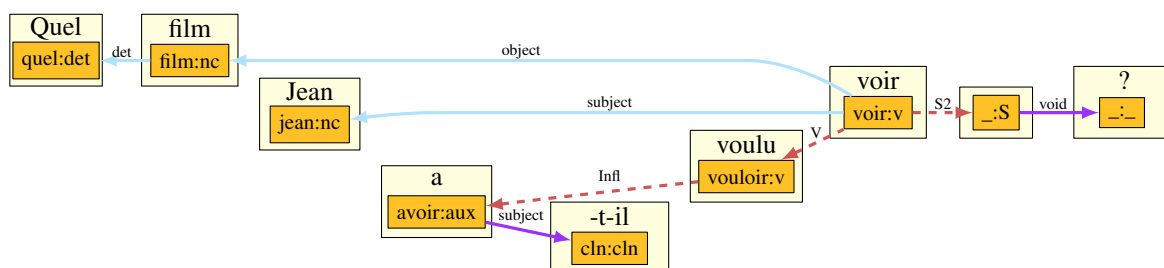 Quel
quel:det
det
film
film:nc
object
Jean
jean:nc
subject
voir
voir:v
S2
_:S
void
?
_:_
V
voulu
vouloir:v
Infl
a
avoir:aux
subject
-t-il
cln:cln